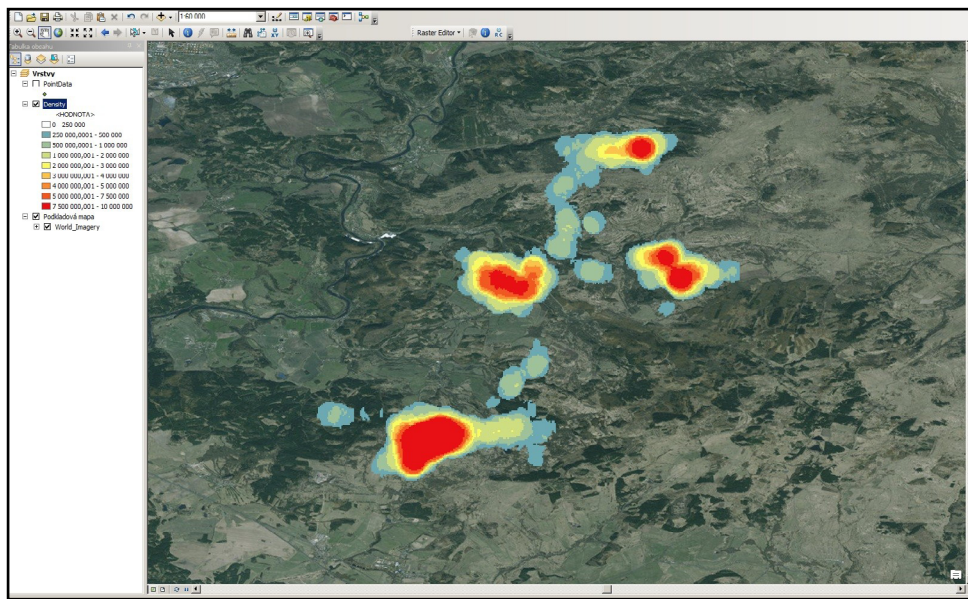 1:60 000
Raster Editor
abulka obsahu
Vrstvy
PointData
Density
<HODNOTA>
0 250 000
250 000,0001 - 500 000
500 000,0001 - 1 000 000
1 000 000,001 - 2 000 000
2 000 000,001 - 3 000 000
3 000 000,001 - 4 000 000
4 000 000,001 - 5 000 000
5 000 000,001 - 7 500 000
7 500 000,001 - 10 000 000
Podkladová mapa
World_Imagery